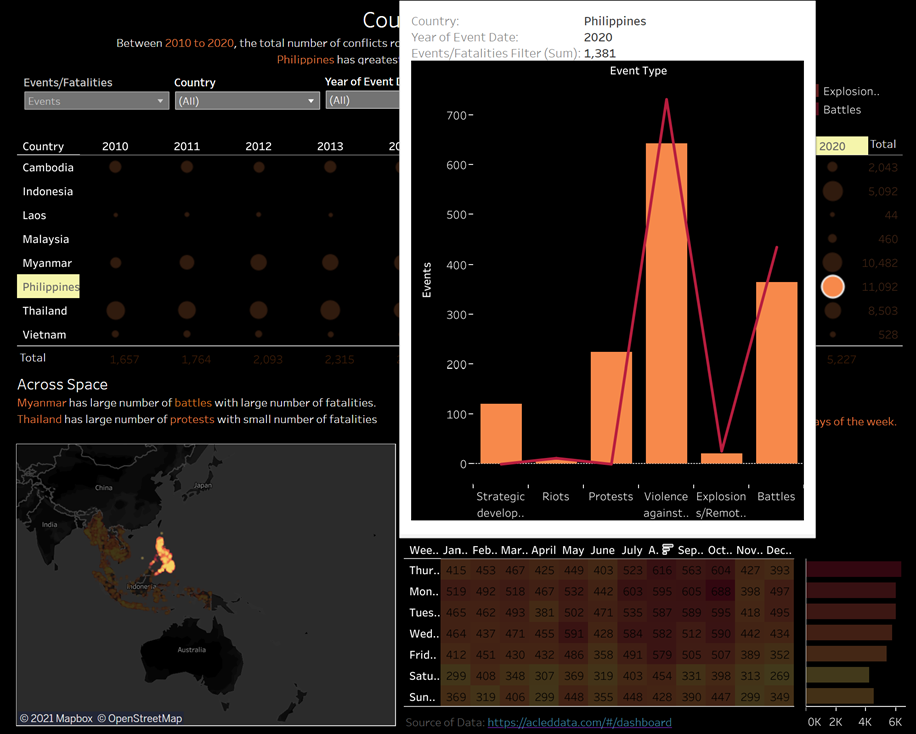 Cou
Between 2010 to 2020, the total number of conflicts ro
Philippines has greatest
Events/Fatalities
Country
Year of Event D
Events
(All)
(All)
Country 2010 2011 2012 2013 20
Cambodia
Indonesia
Laos
Malaysia
Myanmar
Philippines
Thailand
Vietnam
Total 1,657 1,764 2,093 2,315
Country: Philippines
Year of Event Date: 2020
Events/Fatalities Filter (Sum): 1,381
Event Type
700
600
500
400
300
200
100
0
Events
Strategic develop..
Riots
Protests
Violence against..
Explosion s/Remot..
Battles
Explosion..
Battles
2020 Total
2,043
5,092
44
460
10,482
11,092
8,503
528
5,227
Across Space
Myanmar has large number of battles with large number of fatalities.
Thailand has large number of protests with small number of fatalities
ays of the week.
China
Japan
India
Indonesia
Australia
© 2021 Mapbox © OpenStreetMap
Wee.. Jan.. Feb.. Mar.. April May June July A. Sep.. Oct.. Nov.. Dec..
Thur.. 415 453 467 425 449 403 523 616 563 604 427 393
Mon.. 519 492 518 467 532 442 603 595 605 688 398 497
Tues.. 465 462 493 381 502 471 535 587 589 595 418 495
Wed.. 464 437 471 455 591 428 584 582 512 590 442 434
Frid.. 412 451 430 432 486 358 491 579 505 507 389 352
Satu.. 299 408 348 307 369 319 403 454 331 398 313 269
Sun.. 369 319 406 299 448 355 448 428 390 447 299 349
0K 2K 4K 6K
Source of Data: https://acleddata.com/#/dashboard